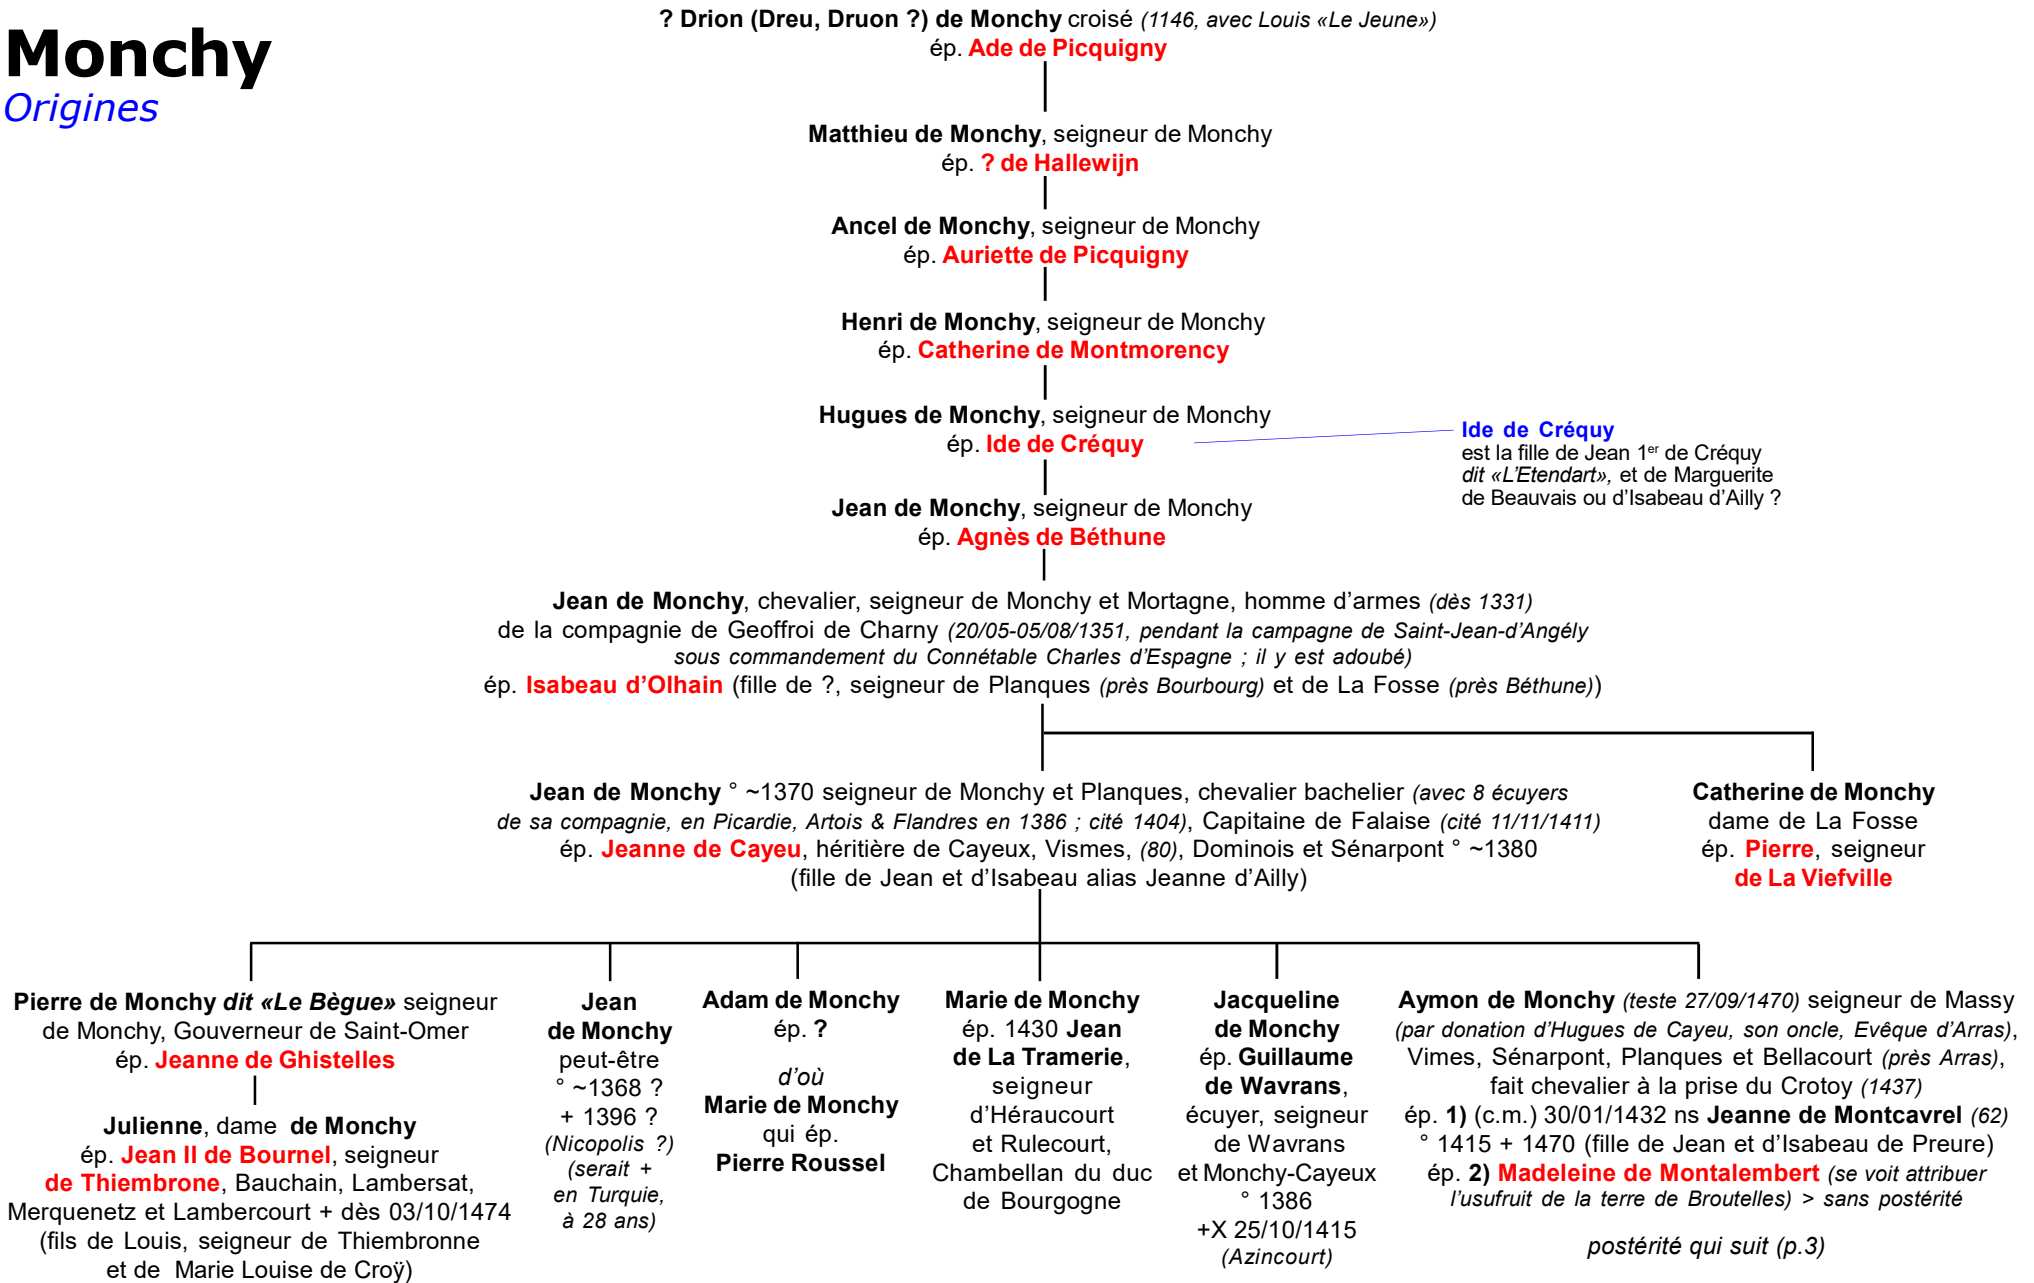 Monchy
Origines
? Drion (Dreu, Druon ?) de Monchy croisé (1146, avec Louis «Le Jeune»)
ép. Ade de Picquigny
Matthieu de Monchy, seigneur de Monchy
ép. ? de Hallewijn
Ancel de Monchy, seigneur de Monchy
ép. Auriette de Picquigny
Henri de Monchy, seigneur de Monchy
ép. Catherine de Montmorency
Hugues de Monchy, seigneur de Monchy
ép. Ide de Créquy
Ide de Créquy
est la fille de Jean 1er de Créquy
dit «L'Etendart», et de Marguerite
de Beauvais ou d'Isabeau d'Ailly ?
Jean de Monchy, seigneur de Monchy
ép. Agnès de Béthune
Jean de Monchy, chevalier, seigneur de Monchy et Mortagne, homme d'armes (dès 1331)
de la compagnie de Geoffroi de Charny (20/05-05/08/1351, pendant la campagne de Saint-Jean-d'Angély
sous commandement du Connétable Charles d'Espagne ; il y est adoubé)
ép. Isabeau d'Olhain (fille de ?, seigneur de Planques (près Bourbourg) et de La Fosse (près Béthune))
Jean de Monchy ° ~1370 seigneur de Monchy et Planques, chevalier bachelier (avec 8 écuyers
de sa compagnie, en Picardie, Artois & Flandres en 1386 ; cité 1404), Capitaine de Falaise (cité 11/11/1411)
ép. Jeanne de Cayeu, héritière de Cayeux, Vismes, (80), Dominois et Sénarpont ° ~1380
(fille de Jean et d'Isabeau alias Jeanne d'Ailly)
Catherine de Monchy
dame de La Fosse
ép. Pierre, seigneur
de La Viefville
Pierre de Monchy dit «Le Bègue» seigneur
de Monchy, Gouverneur de Saint-Omer
ép. Jeanne de Ghistelles
Julienne, dame de Monchy
ép. Jean II de Bournel, seigneur
de Thiembrone, Bauchain, Lambersat,
Merquenetz et Lambercourt + dès 03/10/1474
(fils de Louis, seigneur de Thiembronne
et de Marie Louise de Croÿ)
Jean
de Monchy
peut-être
° ~1368 ?
+ 1396 ?
(Nicopolis ?)
(serait +
en Turquie,
à 28 ans)
Adam de Monchy
ép. ?
d'où
Marie de Monchy
qui ép.
Pierre Roussel
Marie de Monchy
ép. 1430 Jean
de La Tramerie,
seigneur
d'Héraucourt
et Rulecourt,
Chambellan du duc
de Bourgogne
Jacqueline
de Monchy
ép. Guillaume
de Wavrans,
écuyer, seigneur
de Wavrans
et Monchy-Cayeux
° 1386
+X 25/10/1415
(Azincourt)
Aymon de Monchy (teste 27/09/1470) seigneur de Massy
(par donation d'Hugues de Cayeu, son oncle, Evêque d'Arras),
Vimes, Sénarpont, Planques et Bellacourt (près Arras),
fait chevalier à la prise du Crotoy (1437)
ép. 1) (c.m.) 30/01/1432 ns Jeanne de Montcavrel (62)
° 1415 + 1470 (fille de Jean et d'Isabeau de Preure)
ép. 2) Madeleine de Montalembert (se voit attribuer
l'usufruit de la terre de Broutelles) > sans postérité
postérité qui suit (p.3)